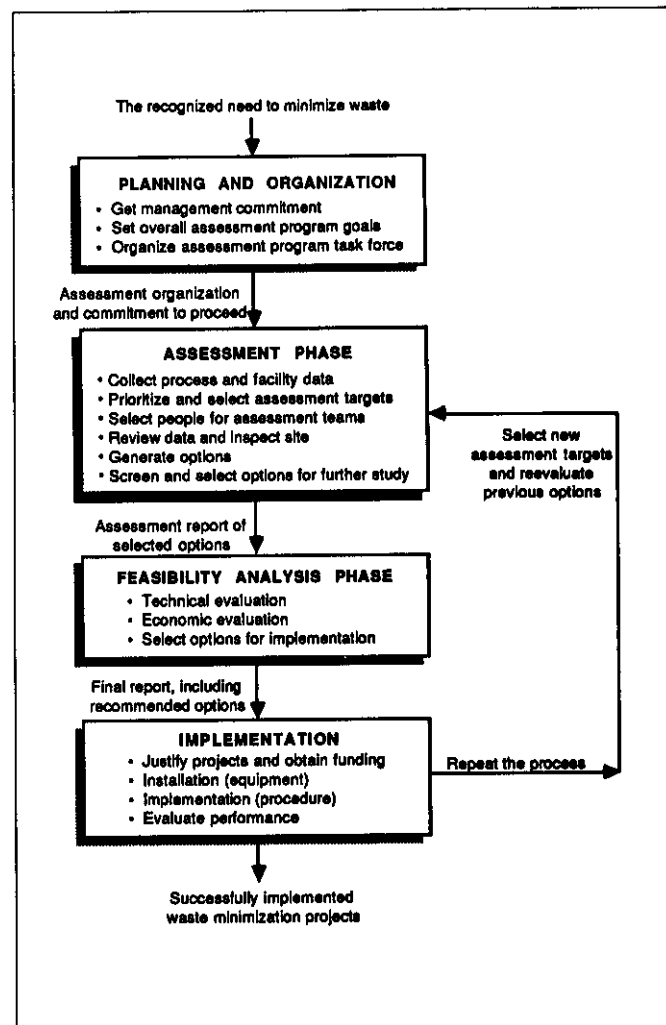 The recognized need to minimize waste
PLANNING AND ORGANIZATION
• Get management commitment
• Set overall assessment program goals
• Organize assessment program task force
Assessment organization
and commitment to proceed
ASSESSMENT PHASE
• Collect process and facility data
• Prioritize and select assessment targets
• Select people for assessment teams
• Review data and inspect site
• Generate options
• Screen and select options for further study
Select new
assessment targets
and reevaluate
previous options
Assessment report of
selected options
FEASIBILITY ANALYSIS PHASE
• Technical evaluation
• Economic evaluation
• Select options for implementation
Final report, including
recommended options
IMPLEMENTATION
• Justify projects and obtain funding
• Installation (equipment)
• Implementation (procedure)
• Evaluate performance
Repeat the process
Successfully implemented
waste minimization projects